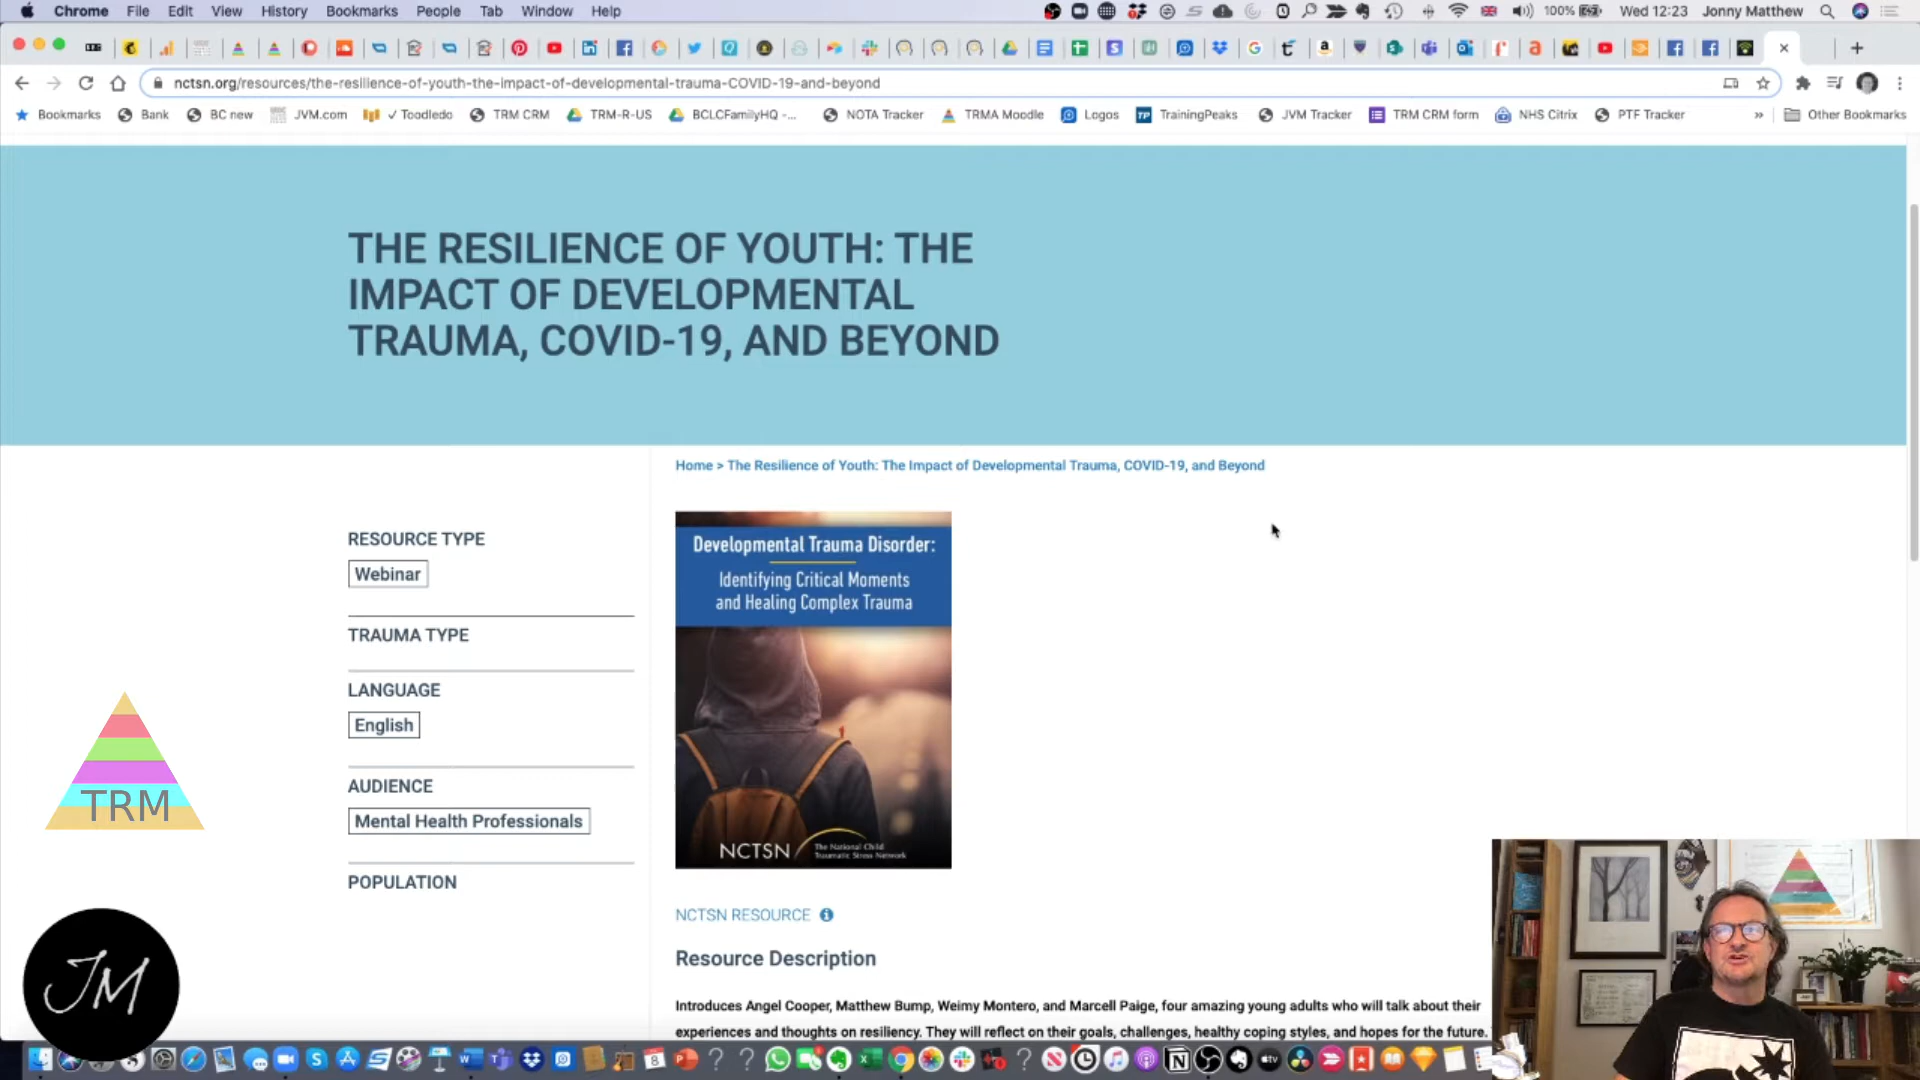 Chrome File Edit View History Bookmarks People Tab Window Help
100% Wed 12:23 Jonny Matthew
nctsn.org/resources/the-resilience-of-youth-the-impact-of-developmental-trauma-COVID-19-and-beyond
Bookmarks Bank BC new JVM.com ✓ Toodledo TRM CRM TRM-R-US BCLCFamilyHQ -... NOTA Tracker TRMA Moodle Logos TrainingPeaks JVM Tracker TRM CRM form NHS Citrix PTF Tracker » Other Bookmarks
THE RESILIENCE OF YOUTH: THE
IMPACT OF DEVELOPMENTAL
TRAUMA, COVID-19, AND BEYOND
Home > The Resilience of Youth: The Impact of Developmental Trauma, COVID-19, and Beyond
RESOURCE TYPE
Webinar
TRAUMA TYPE
LANGUAGE
English
AUDIENCE
Mental Health Professionals
POPULATION
Developmental Trauma Disorder:
Identifying Critical Moments
and Healing Complex Trauma
NCTSN
The National Child
Traumatic Stress Network
NCTSN RESOURCE
Resource Description
Introduces Angel Cooper, Matthew Bump, Weimy Montero, and Marcell Paige, four amazing young adults who will talk about their
experiences and thoughts on resiliency. They will reflect on their goals, challenges, healthy coping styles, and hopes for the future.
TRM
JM